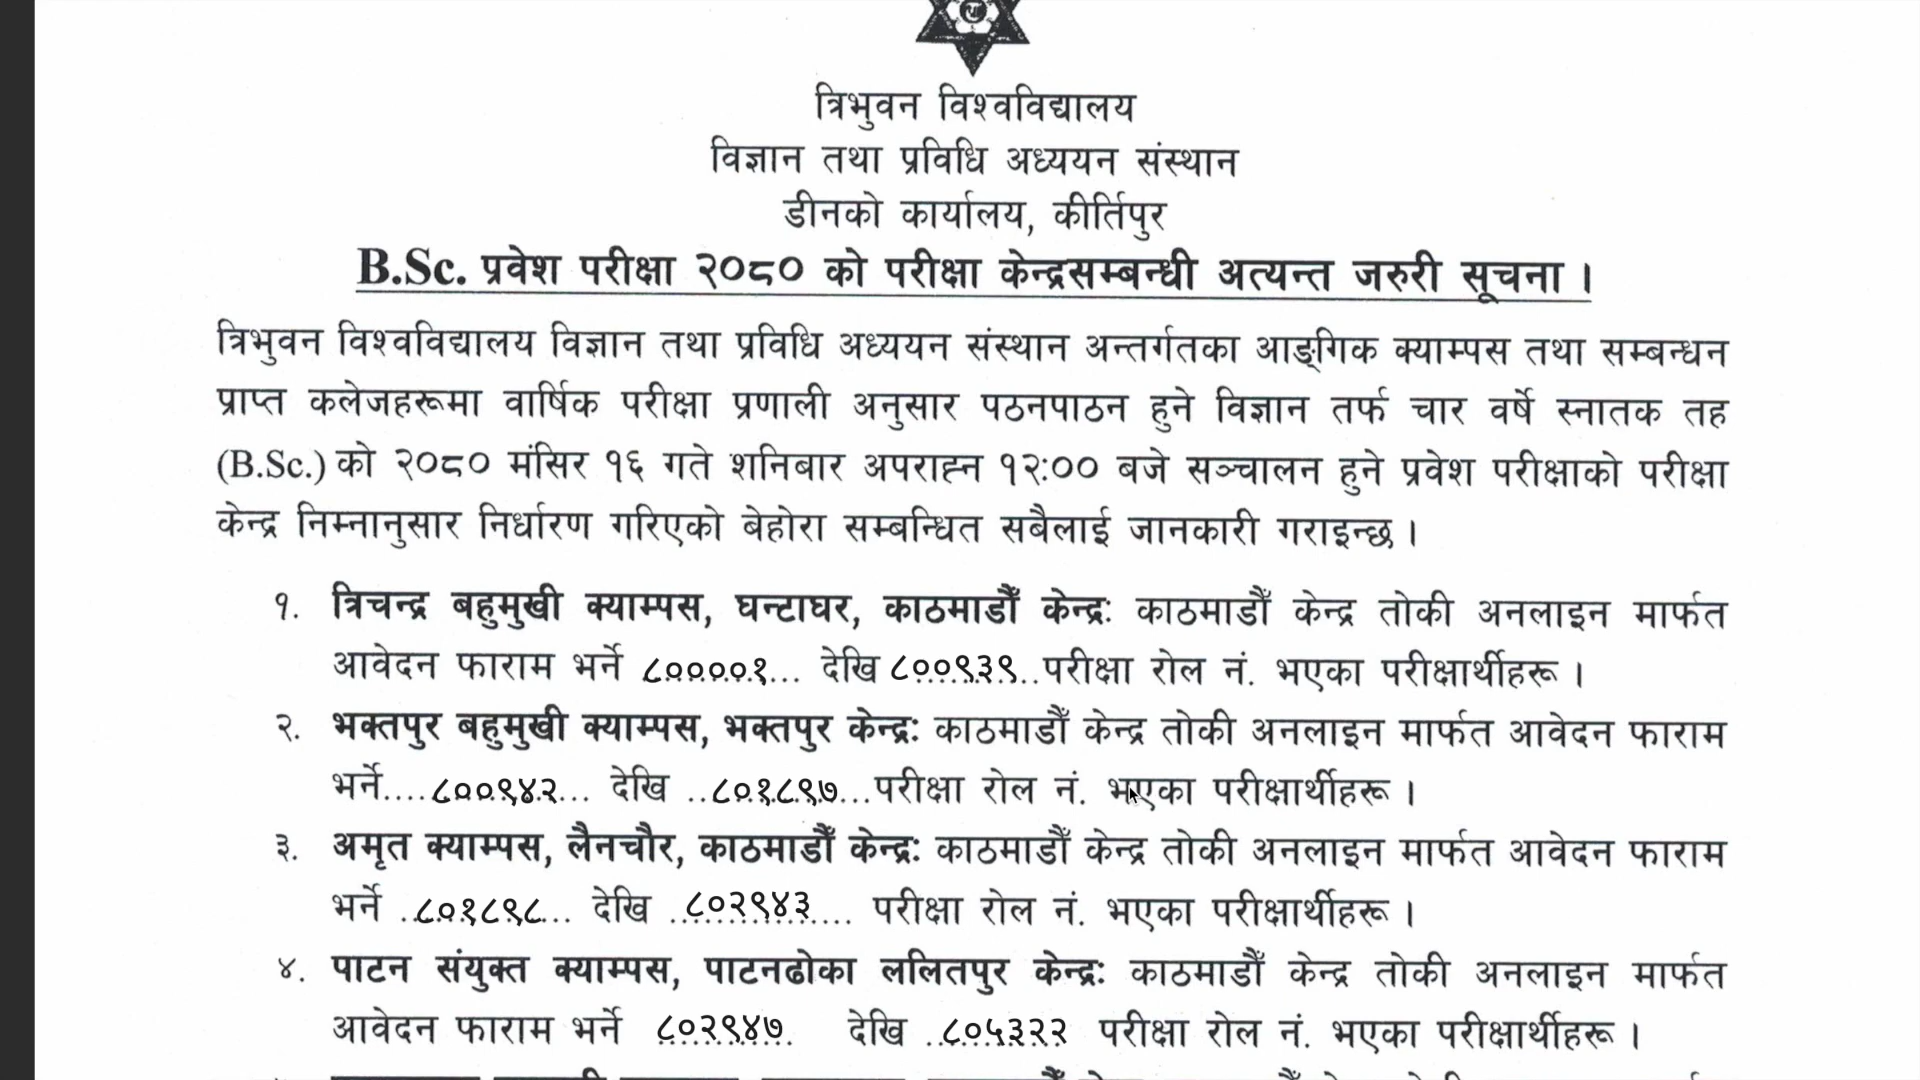 त्रिभुवन विश्वविद्यालय
विज्ञान तथा प्रविधि अध्ययन संस्थान
डीनको कार्यालय, कीर्तिपुर
B.Sc. प्रवेश परीक्षा २०८० को परीक्षा केन्द्रसम्बन्धी अत्यन्त जरुरी सूचना ।
त्रिभुवन विश्वविद्यालय विज्ञान तथा प्रविधि अध्ययन संस्थान अन्तर्गतका आङ्गिक क्याम्पस तथा सम्बन्धन
प्राप्त कलेजहरूमा वार्षिक परीक्षा प्रणाली अनुसार पठनपाठन हुने विज्ञान तर्फ चार वर्षे स्नातक तह
(B.Sc.) को २०८० मंसिर १६ गते शनिबार अपराह्न १२:०० बजे सञ्चालन हुने प्रवेश परीक्षाको परीक्षा
केन्द्र निम्नानुसार निर्धारण गरिएको बेहोरा सम्बन्धित सबैलाई जानकारी गराइन्छ ।
१. त्रिचन्द्र बहुमुखी क्याम्पस, घन्टाघर, काठमाडौँ केन्द्र: काठमाडौँ केन्द्र तोकी अनलाइन मार्फत
आवेदन फाराम भर्ने ८००००१... देखि ८००९३९..परीक्षा रोल नं. भएका परीक्षार्थीहरू ।
२. भक्तपुर बहुमुखी क्याम्पस, भक्तपुर केन्द्र: काठमाडौँ केन्द्र तोकी अनलाइन मार्फत आवेदन फाराम
भर्ने....८००९४२... देखि ..८०१८९७...परीक्षा रोल नं. भएका परीक्षार्थीहरू ।
३. अमृत क्याम्पस, लैनचौर, काठमाडौँ केन्द्र: काठमाडौँ केन्द्र तोकी अनलाइन मार्फत आवेदन फाराम
भर्ने ..८०१८९८... देखि ..८०२९४३.... परीक्षा रोल नं. भएका परीक्षार्थीहरू ।
४. पाटन संयुक्त क्याम्पस, पाटनढोका ललितपुर केन्द्र: काठमाडौँ केन्द्र तोकी अनलाइन मार्फत
आवेदन फाराम भर्ने ८०२९४७. देखि ..८०५३२२ परीक्षा रोल नं. भएका परीक्षार्थीहरू ।